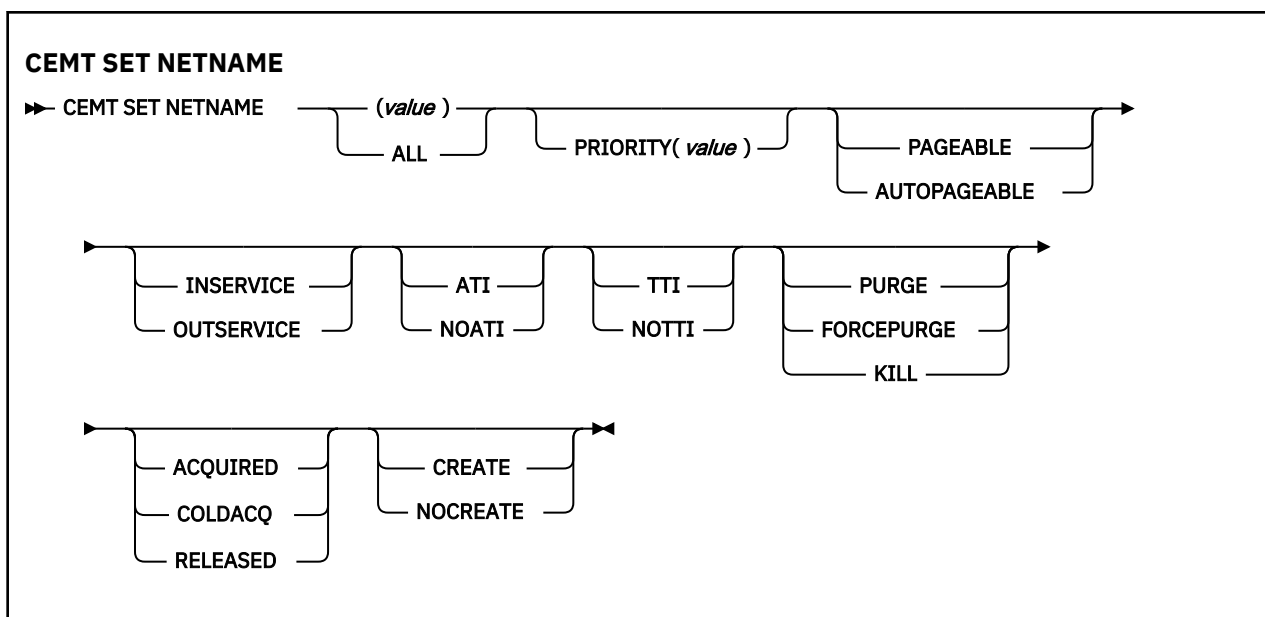 CEMT SET NETNAME
CEMT SET NETNAME (value )
ALL
PRIORITY( value )
PAGEABLE
AUTOPAGEABLE
INSERVICE
OUTSERVICE
ATI
NOATI
TTI
NOTTI
PURGE
FORCEPURGE
KILL
ACQUIRED
COLDACQ
RELEASED
CREATE
NOCREATE